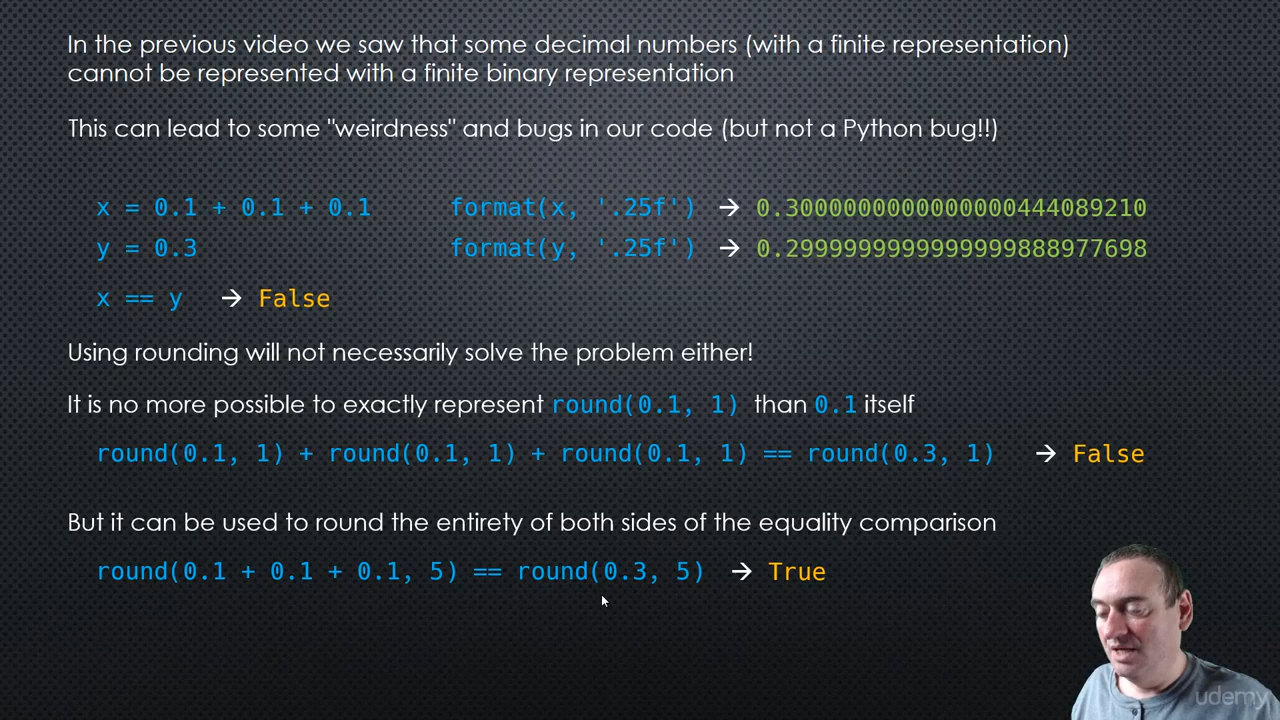 In the previous video we saw that some decimal numbers (with a finite representation)
cannot be represented with a finite binary representation
This can lead to some "weirdness" and bugs in our code (but not a Python bug!!)
x = 0.1 + 0.1 + 0.1 format(x, '.25f') → 0.3000000000000000444089210
y = 0.3 format(y, '.25f') → 0.2999999999999999888977698
x == y → False
Using rounding will not necessarily solve the problem either!
It is no more possible to exactly represent round(0.1, 1) than 0.1 itself
round(0.1, 1) + round(0.1, 1) + round(0.1, 1) == round(0.3, 1) → False
But it can be used to round the entirety of both sides of the equality comparison
round(0.1 + 0.1 + 0.1, 5) == round(0.3, 5) → True
udemy